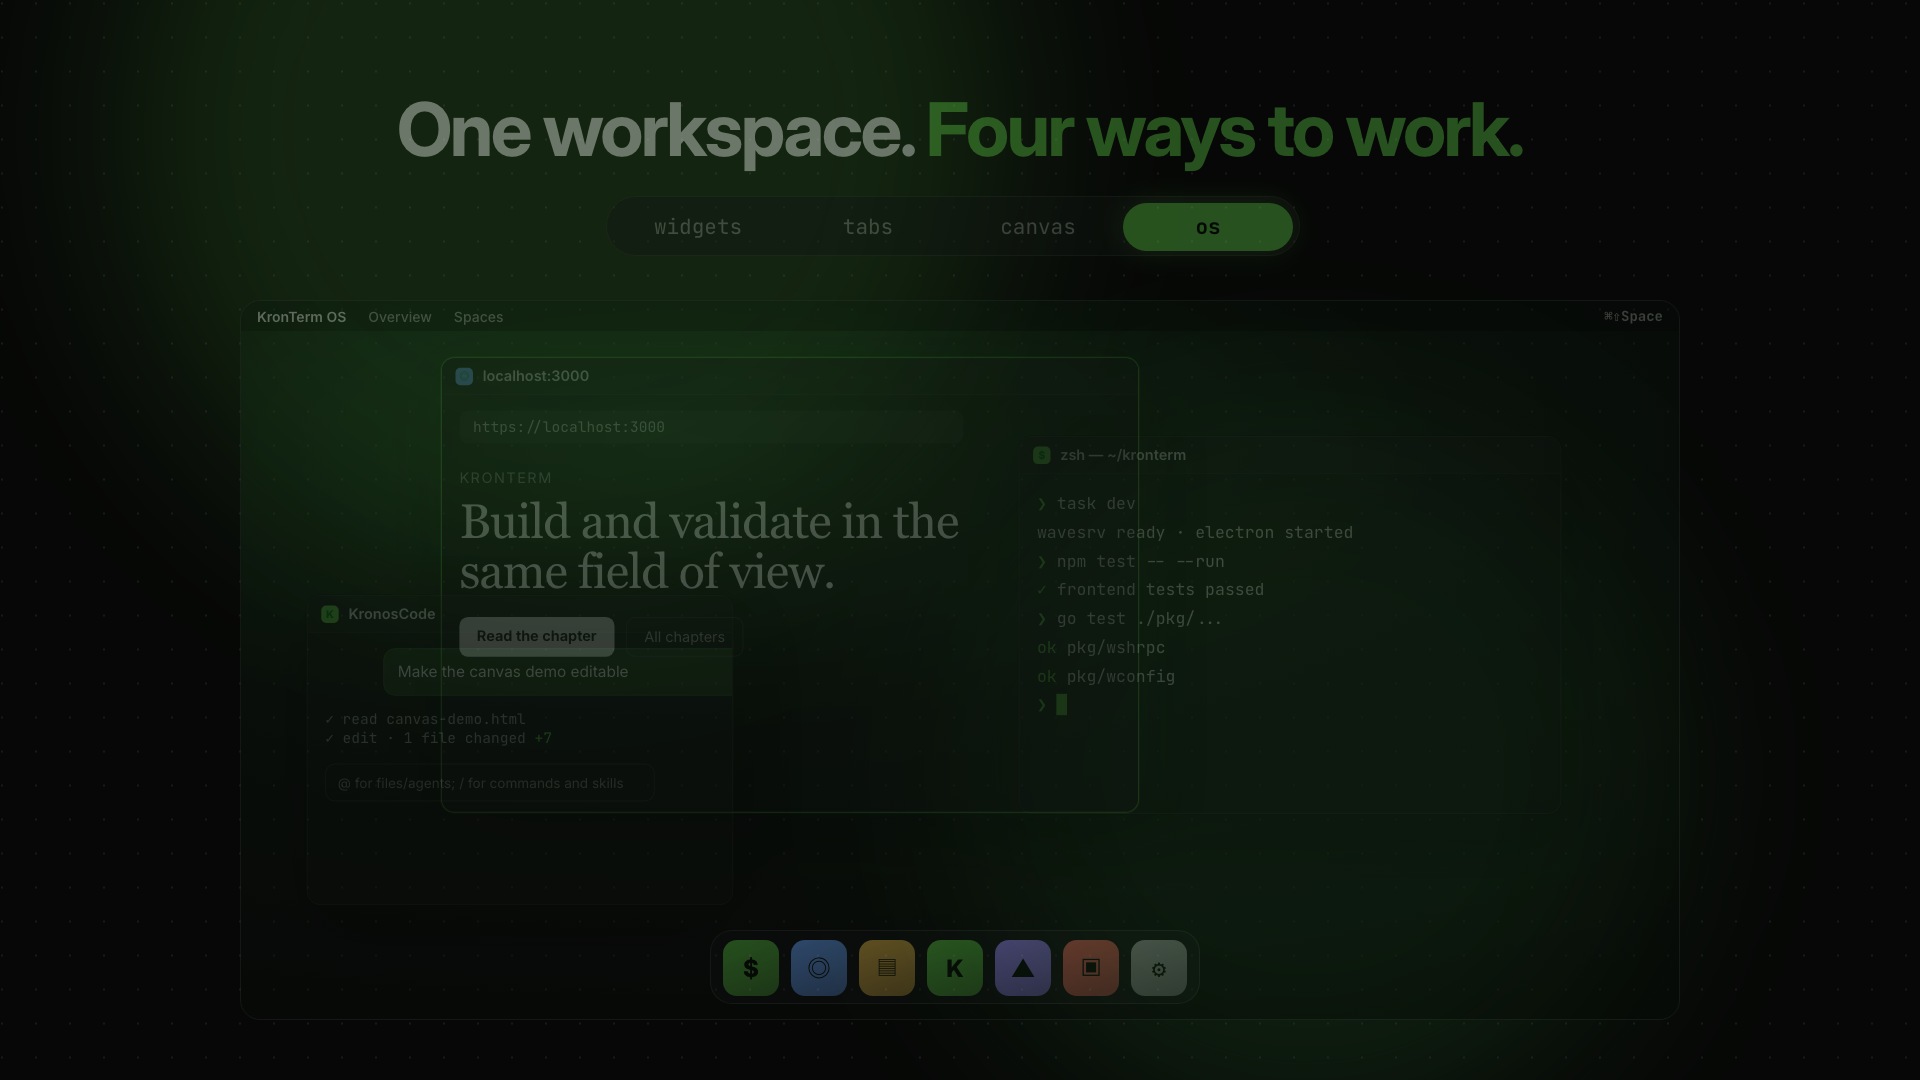 One workspace. Four ways to work.
widgets tabs canvas os
KronTerm OS Overview Spaces ⌘⇧Space
localhost:3000
https://localhost:3000
KRONTERM
Build and validate in the
same field of view.
Read the chapter All chapters
zsh — ~/kronterm
❯ task dev
wavesrv ready · electron started
❯ npm test -- --run
✓ frontend tests passed
❯ go test ./pkg/...
ok pkg/wshrpc
ok pkg/wconfig
❯
K KronosCode
Make the canvas demo editable
✓ read canvas-demo.html
✓ edit · 1 file changed +7
@ for files/agents; / for commands and skills
$ K